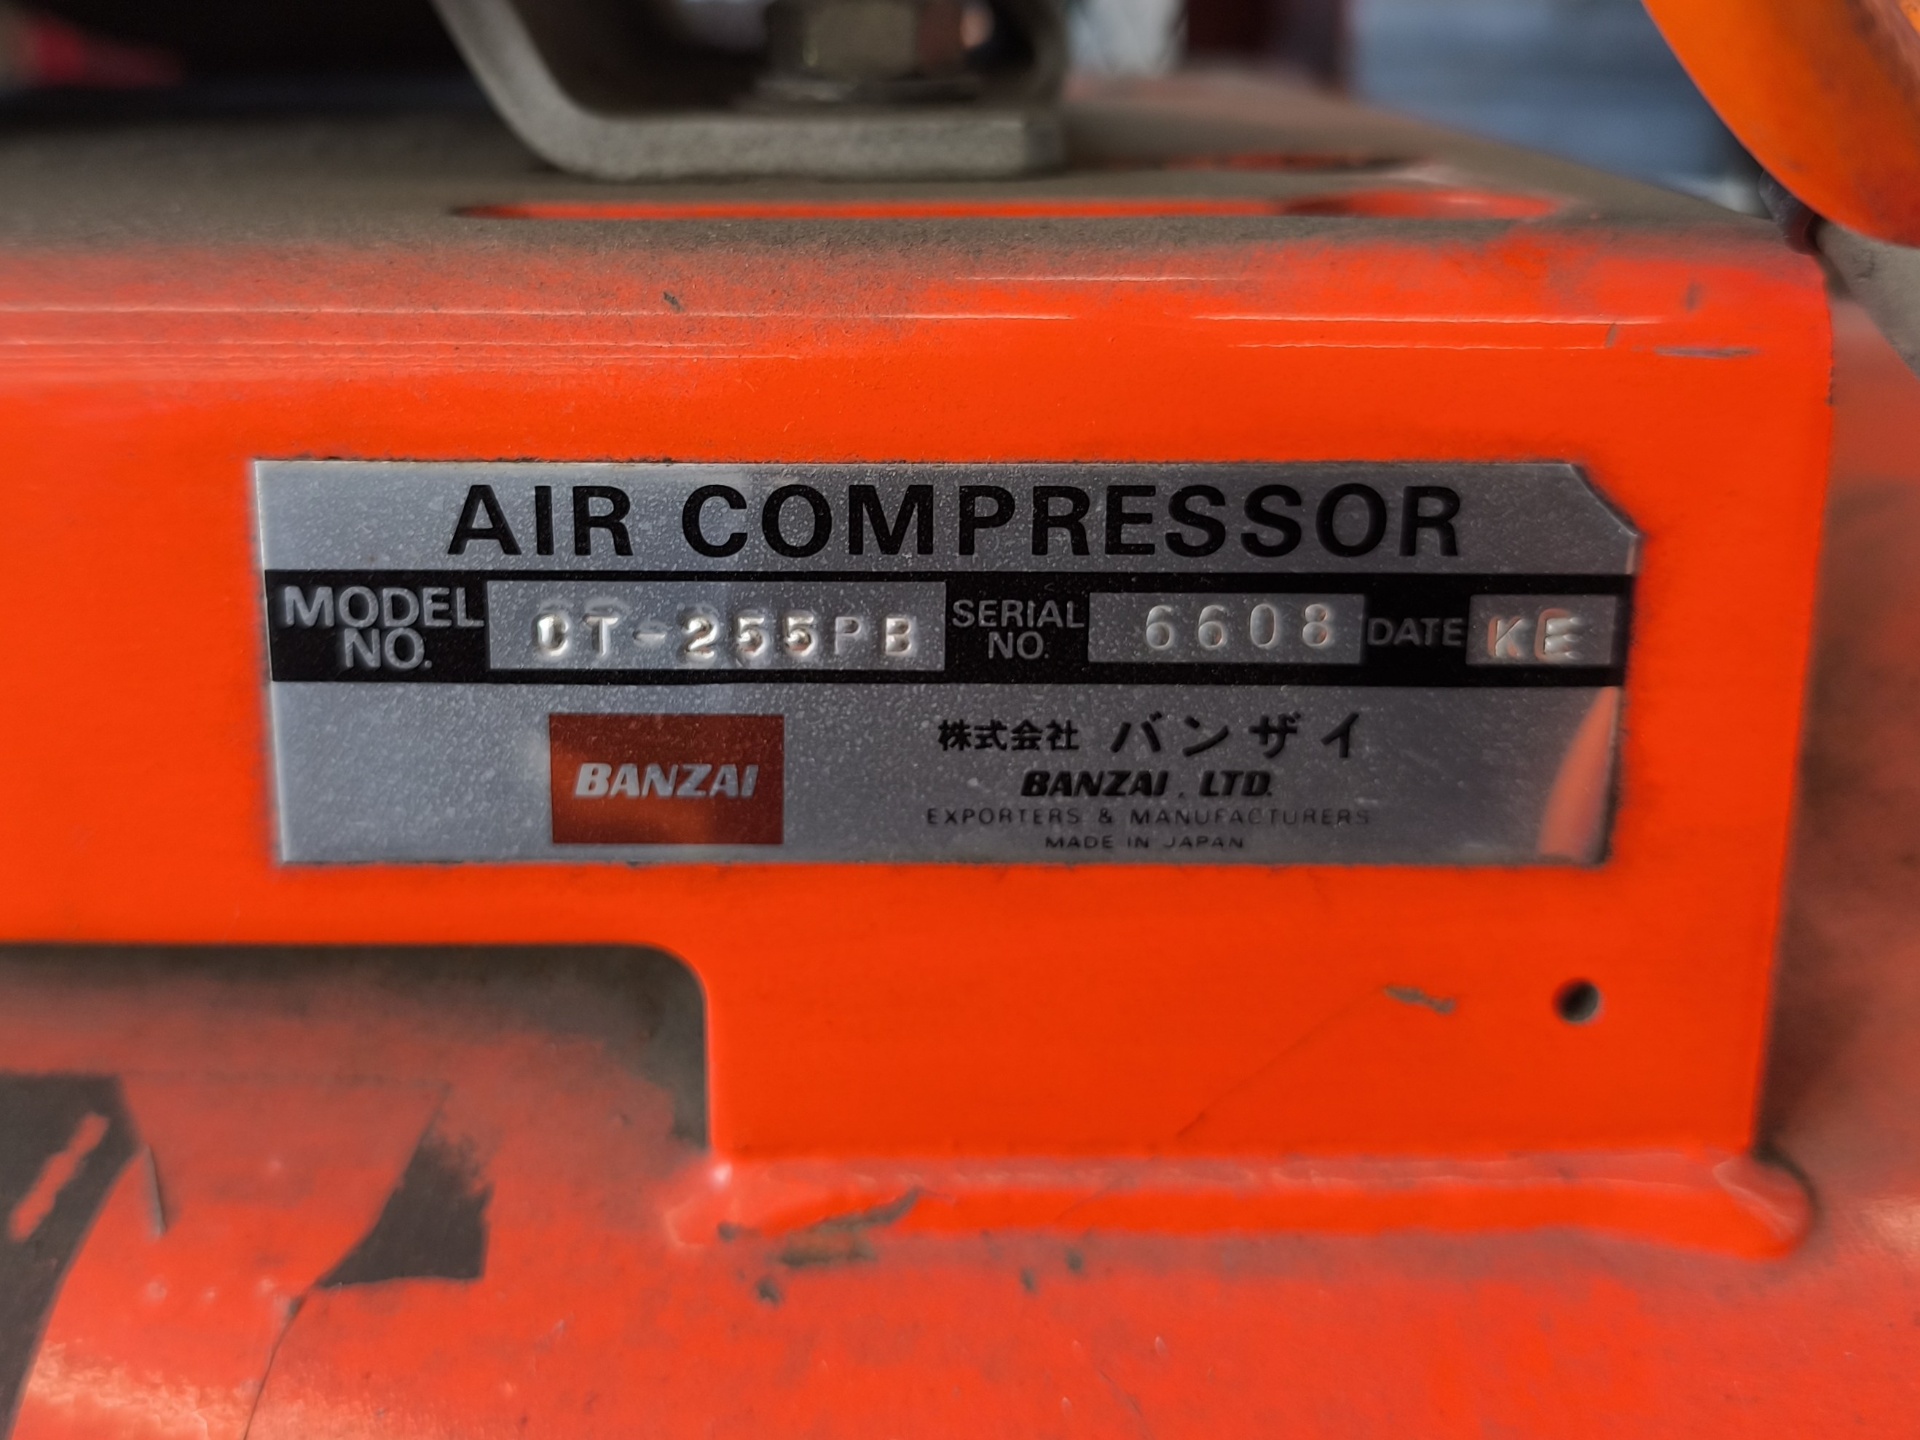 AIR COMPRESSOR
MODEL NO. CT-255PB SERIAL NO. 6608 DATE KE
BANZAI
株式会社 バンザイ
BANZAI, LTD.
EXPORTERS & MANUFACTURERS
MADE IN JAPAN